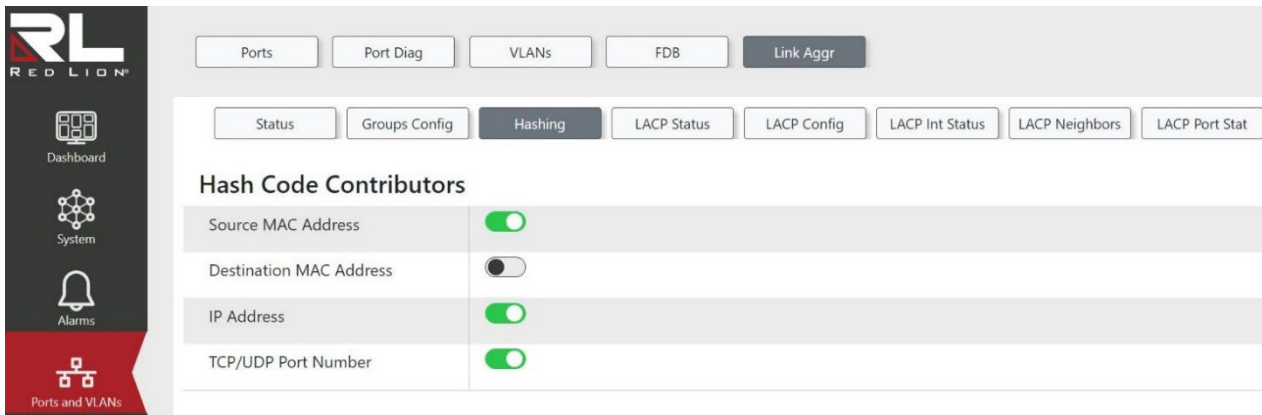 RL
RED LION®
Ports Port Diag VLANs FDB Link Aggr
Status Groups Config Hashing LACP Status LACP Config LACP Int Status LACP Neighbors LACP Port Stat
Dashboard
System
Alarms
Ports and VLANs
Hash Code Contributors
Source MAC Address
Destination MAC Address
IP Address
TCP/UDP Port Number